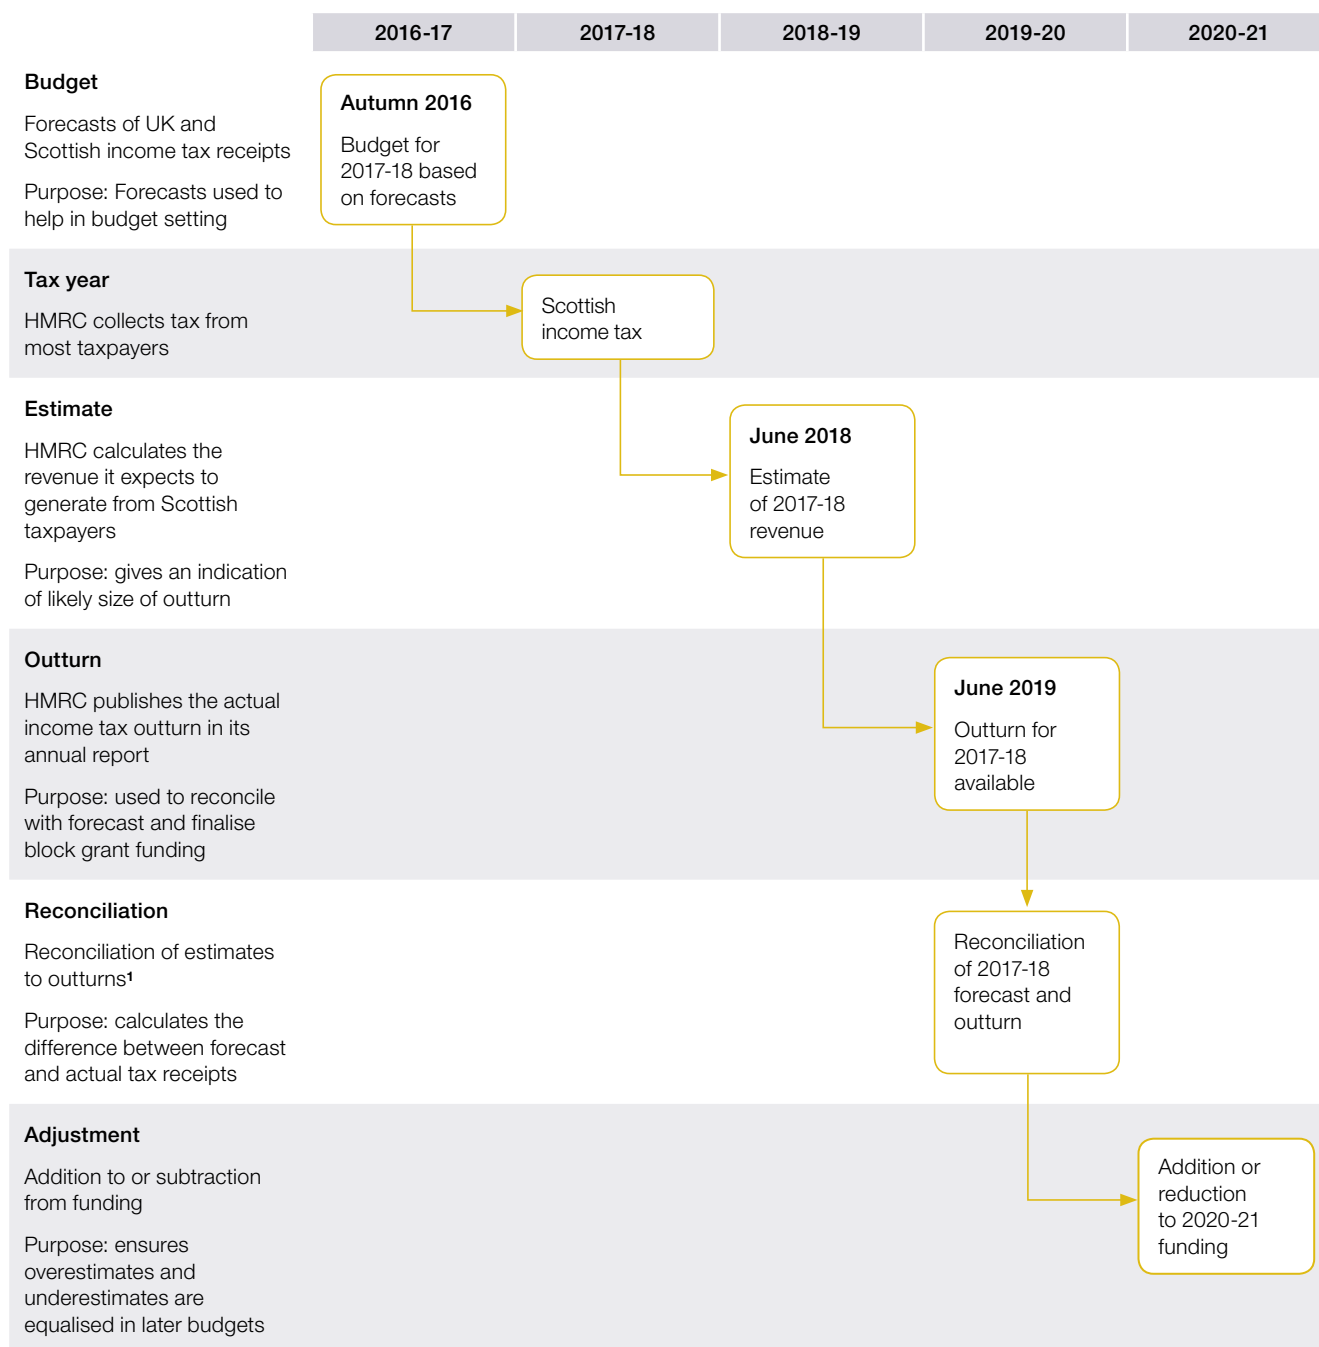 2016-17 2017-18 2018-19 2019-20 2020-21
Budget
Forecasts of UK and
Scottish income tax receipts
Purpose: Forecasts used to
help in budget setting
Autumn 2016
Budget for
2017-18 based
on forecasts
Tax year
HMRC collects tax from
most taxpayers
Scottish
income tax
Estimate
HMRC calculates the
revenue it expects to
generate from Scottish
taxpayers
Purpose: gives an indication
of likely size of outturn
June 2018
Estimate
of 2017-18
revenue
Outturn
HMRC publishes the actual
income tax outturn in its
annual report
Purpose: used to reconcile
with forecast and finalise
block grant funding
June 2019
Outturn for
2017-18
available
Reconciliation
Reconciliation of estimates
to outturns¹
Purpose: calculates the
difference between forecast
and actual tax receipts
Reconciliation
of 2017-18
forecast and
outturn
Adjustment
Addition to or subtraction
from funding
Purpose: ensures
overestimates and
underestimates are
equalised in later budgets
Addition or
reduction
to 2020-21
funding